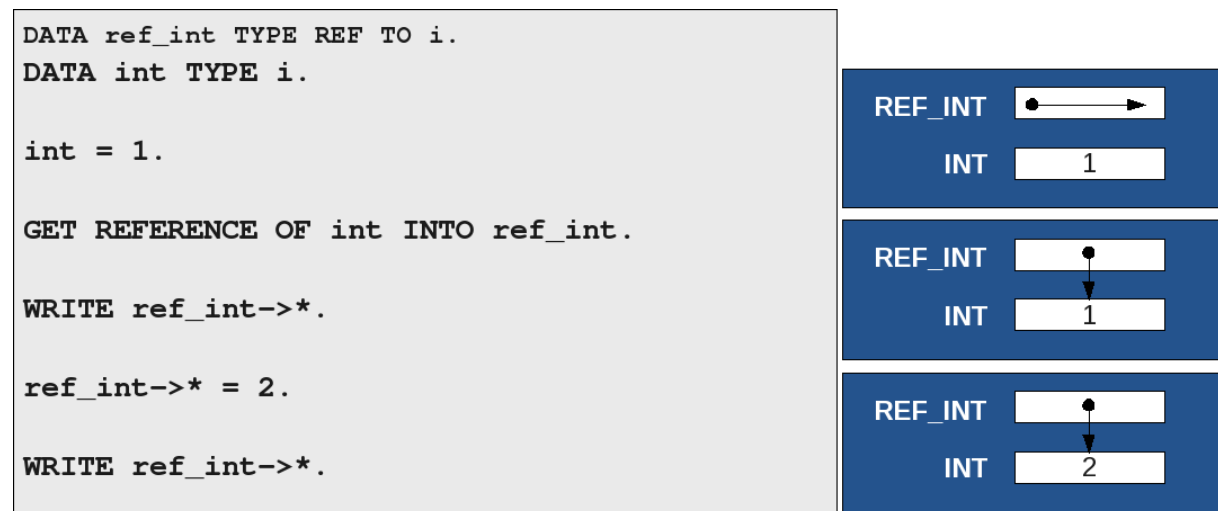 DATA ref_int TYPE REF TO i.
DATA int TYPE i.
int = 1.
GET REFERENCE OF int INTO ref_int.
WRITE ref_int->*.
ref_int->* = 2.
WRITE ref_int->*.
REF_INT
INT 1
REF_INT
INT 1
REF_INT
INT 2